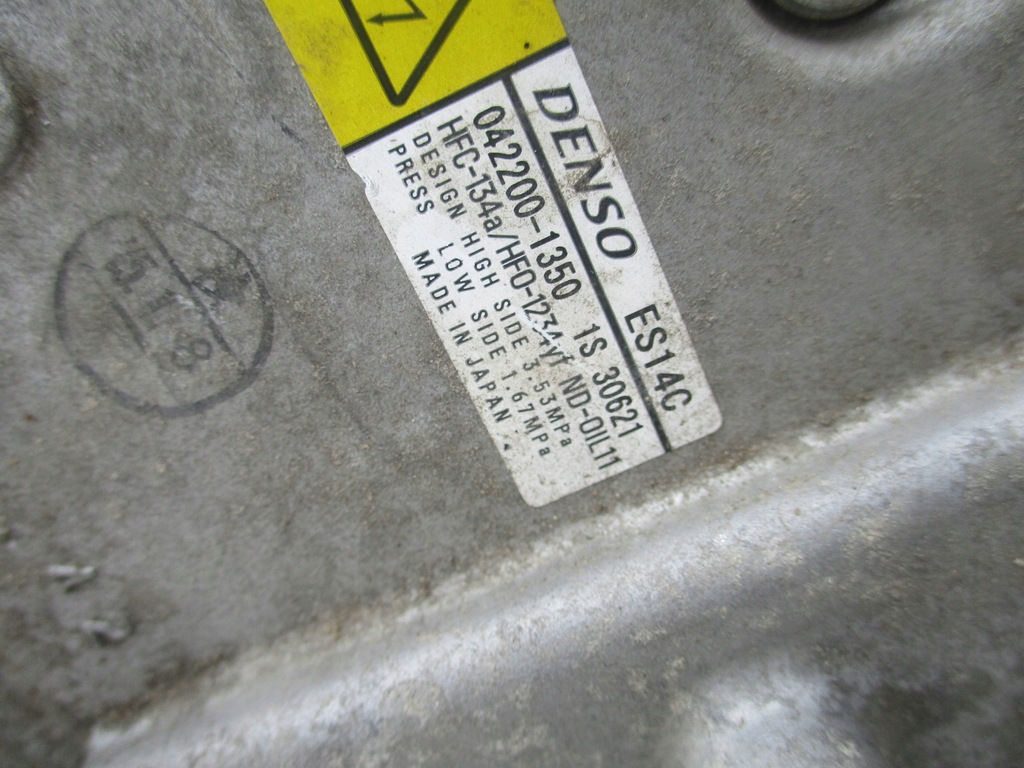 DENSO ES14C
042200-1350 1S 30621
HFC-134a/HFO-1234yf ND-OIL11
DESIGN HIGH SIDE 3.53MPa
PRESS LOW SIDE 1.67MPa
MADE IN JAPAN